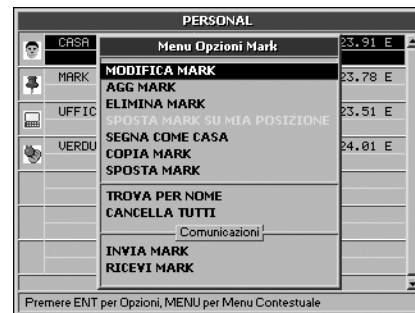 PERSONAL
CASA 23.91 E
Menu Opzioni Mark
MODIFICA MARK
MARK 23.78 E
AGG MARK
ELIMINA MARK
UFFIC 23.51 E
SPOSTA MARK SU MIA POSIZIONE
SEGNA COME CASA
VERDU 24.01 E
COPIA MARK
SPOSTA MARK
TROVA PER NOME
CANCELLA TUTTI
Comunicazioni
INVIA MARK
RICEVI MARK
Premere ENT per Opzioni, MENU per Menu Contestuale